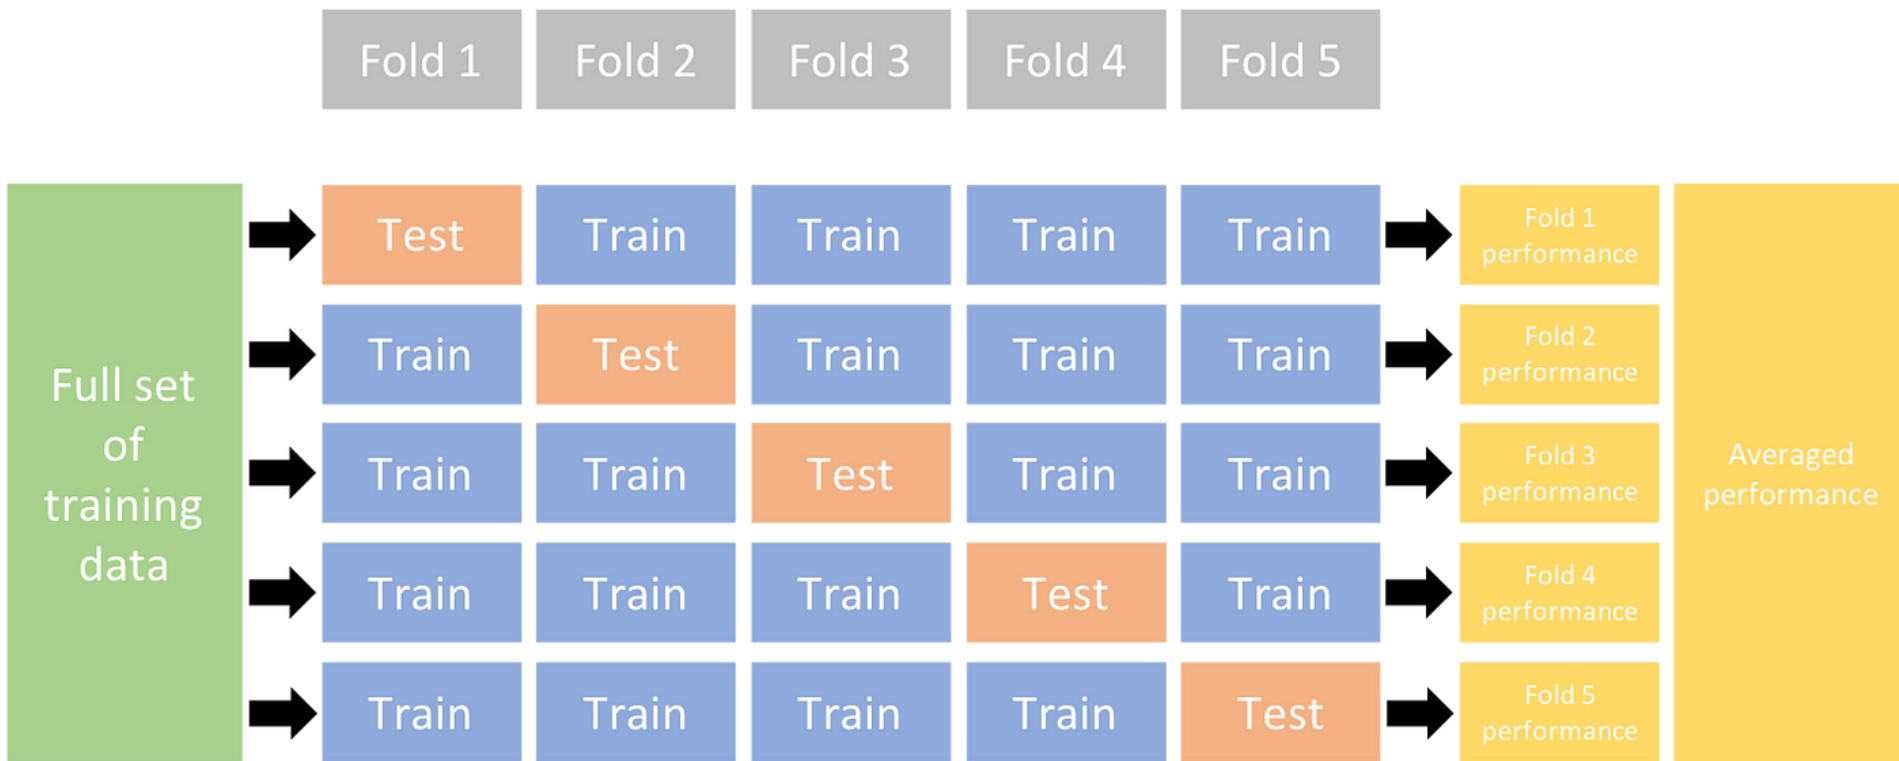 Fold 1
Fold 2
Fold 3
Fold 4
Fold 5
Full set
of
training
data
Test
Train
Train
Train
Train
Fold 1
performance
Train
Test
Train
Train
Train
Fold 2
performance
Train
Train
Test
Train
Train
Fold 3
performance
Train
Train
Train
Test
Train
Fold 4
performance
Train
Train
Train
Train
Test
Fold 5
performance
Averaged
performance